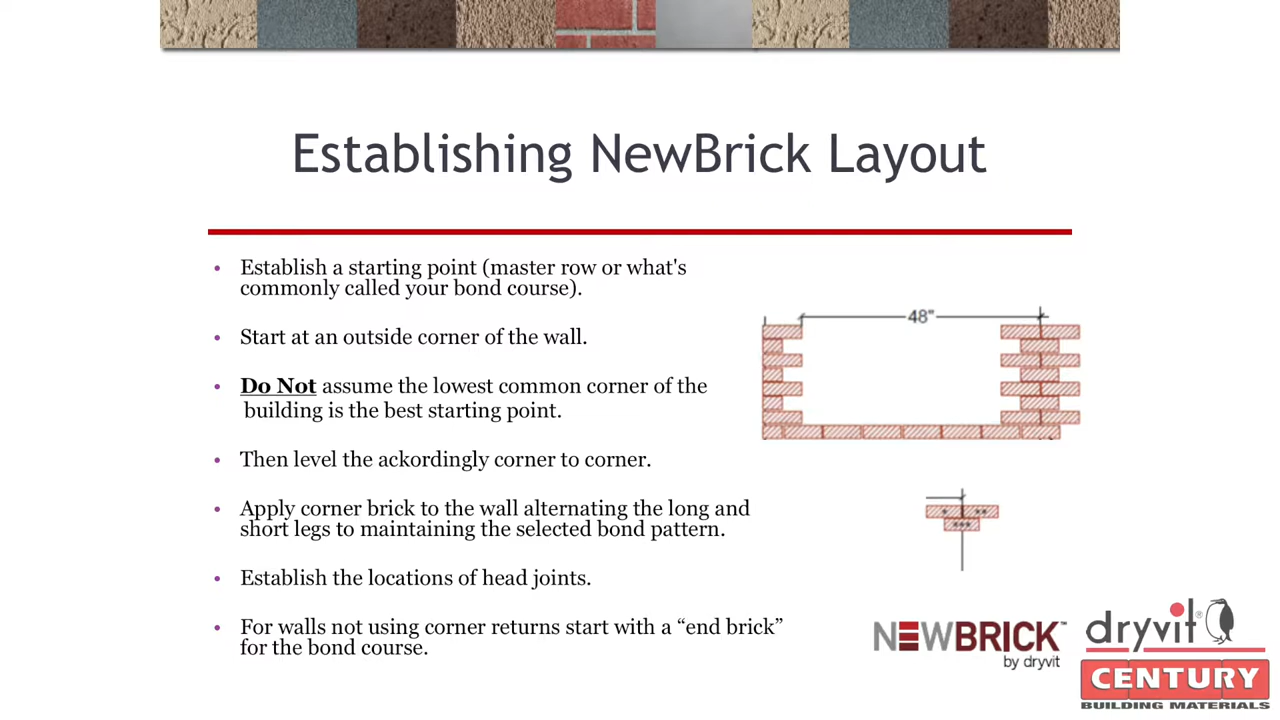 Establishing NewBrick Layout
• Establish a starting point (master row or what's
commonly called your bond course).
• Start at an outside corner of the wall.
• Do Not assume the lowest common corner of the
building is the best starting point.
• Then level the ackordingly corner to corner.
• Apply corner brick to the wall alternating the long and
short legs to maintaining the selected bond pattern.
• Establish the locations of head joints.
• For walls not using corner returns start with a “end brick”
for the bond course.
48"
NEWBRICK™
by dryvit
dryvit®
CENTURY
BUILDING MATERIALS